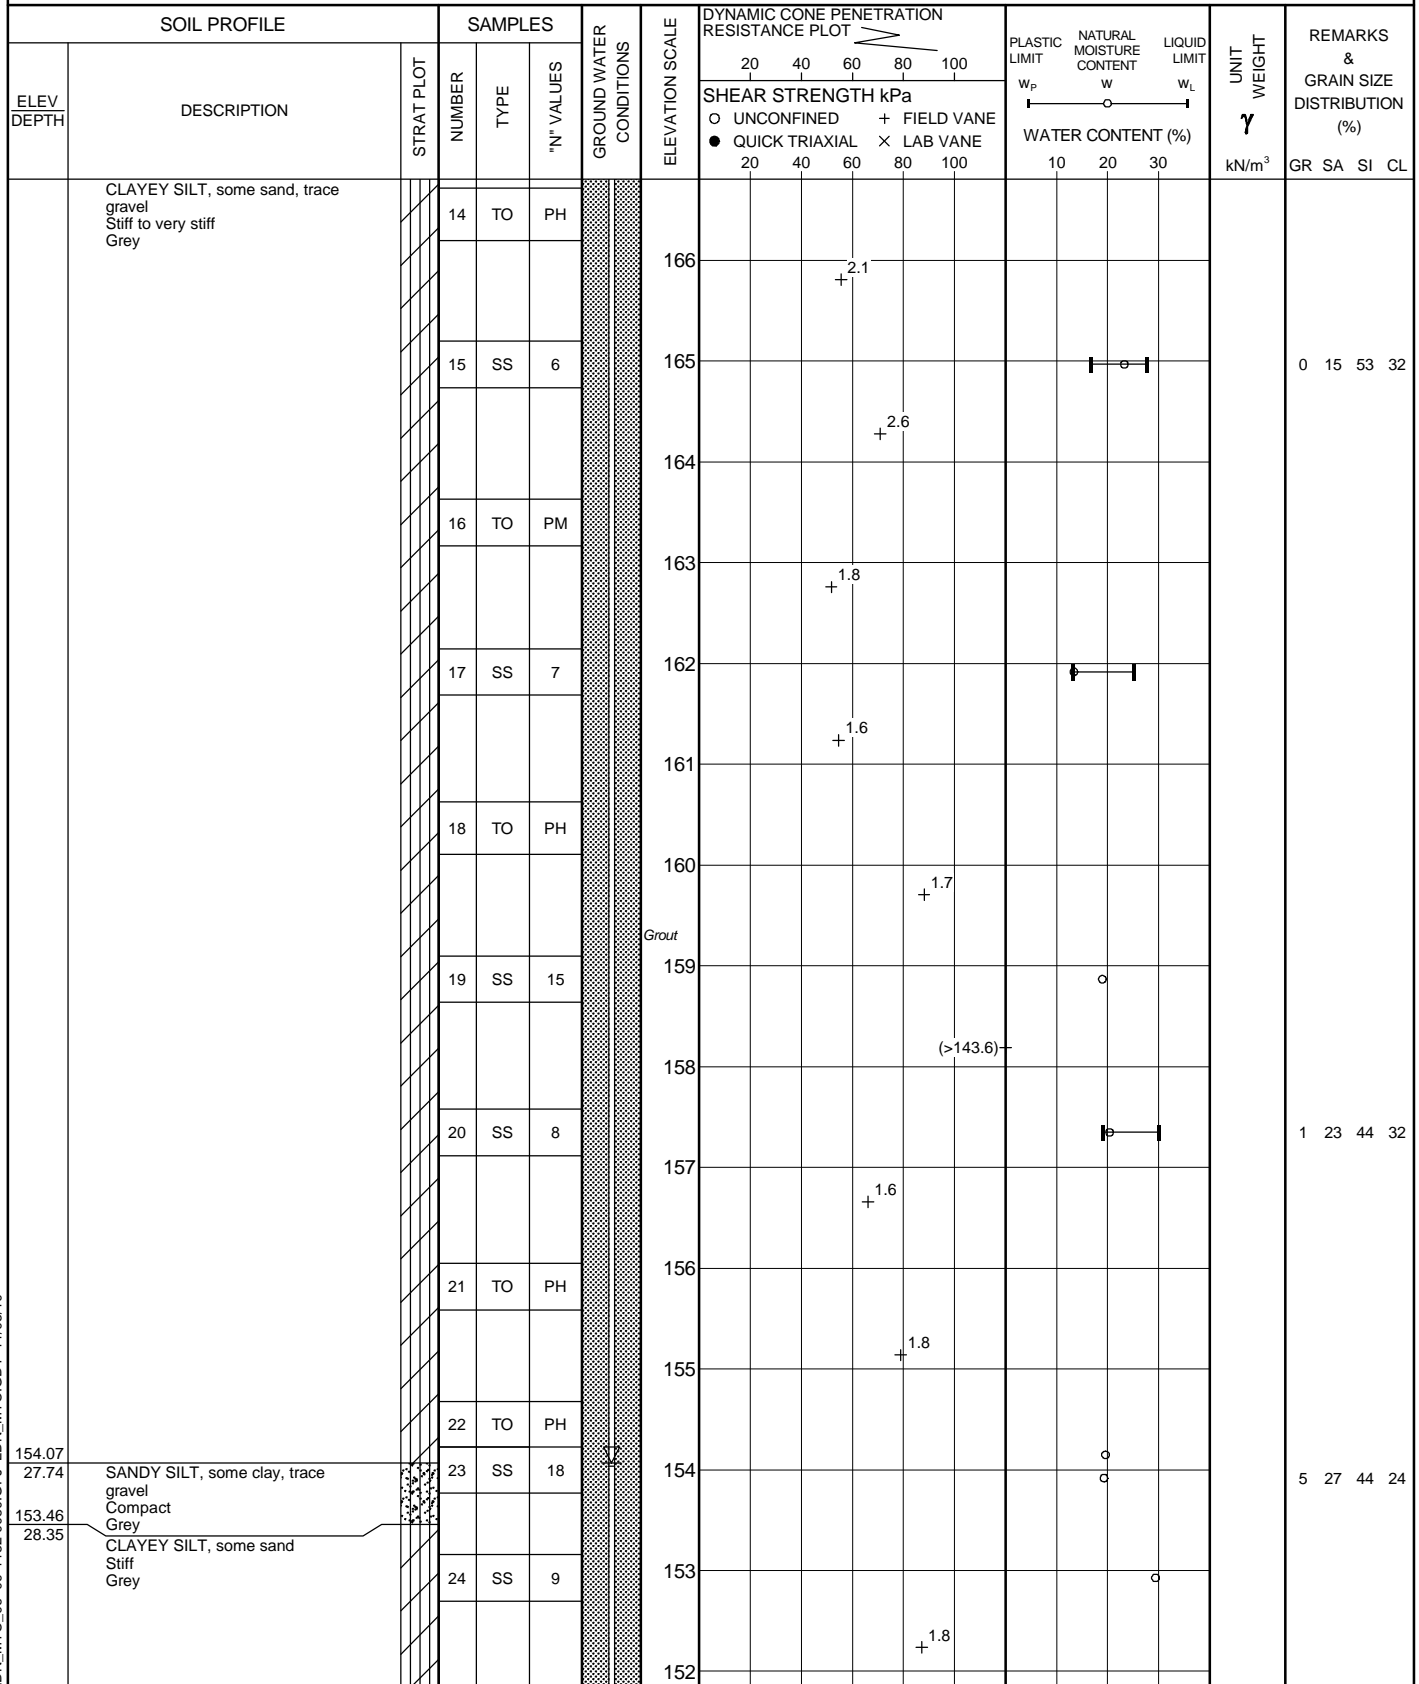 SOIL PROFILE
SAMPLES
GROUND WATER
CONDITIONS
ELEVATION SCALE
DYNAMIC CONE PENETRATION
RESISTANCE PLOT
20 40 60 80 100
SHEAR STRENGTH kPa
UNCONFINED + FIELD VANE
QUICK TRIAXIAL × LAB VANE
20 40 60 80 100
PLASTIC
LIMIT
NATURAL
MOISTURE
CONTENT
LIQUID
LIMIT
WP W WL
WATER CONTENT (%)
10 20 30
UNIT
WEIGHT
γ
kN/m3
REMARKS
&
GRAIN SIZE
DISTRIBUTION
(%)
GR SA SI CL
ELEV
DEPTH
DESCRIPTION
STRAT PLOT
NUMBER
TYPE
"N" VALUES
CLAYEY SILT, some sand, trace
gravel
Stiff to very stiff
Grey
14 TO PH
166
2.1
15 SS 6
165
0 15 53 32
2.6
164
16 TO PM
163
1.8
17 SS 7
162
1.6
161
18 TO PH
160
1.7
Grout
159
19 SS 15
(>143.6)
158
20 SS 8
1 23 44 32
157
1.6
156
21 TO PH
1.8
155
22 TO PH
154.07
27.74
SANDY SILT, some clay, trace
gravel
Compact
Grey
23 SS 18
154
5 27 44 24
153.46
28.35
CLAYEY SILT, some sand
Stiff
Grey
24 SS 9
153
1.8
152